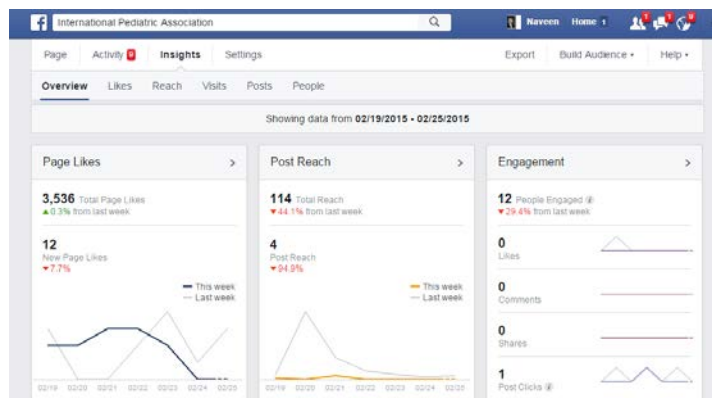 International Pediatric Association
Naveen Home 1
Page Activity 9 Insights Settings Export Build Audience Help
Overview Likes Reach Visits Posts People
Showing data from 02/19/2015 - 02/25/2015
Page Likes
3,536 Total Page Likes
0.3% from last week
12
New Page Likes
7.7%
This week
Last week
02/19 02/20 02/21 02/22 02/23 02/24 02/25
Post Reach
114 Total Reach
44.1% from last week
4
Post Reach
94.9%
This week
Last week
02/19 02/20 02/21 02/22 02/23 02/24 02/25
Engagement
12 People Engaged
29.4% from last week
0
Likes
0
Comments
0
Shares
1
Post Clicks